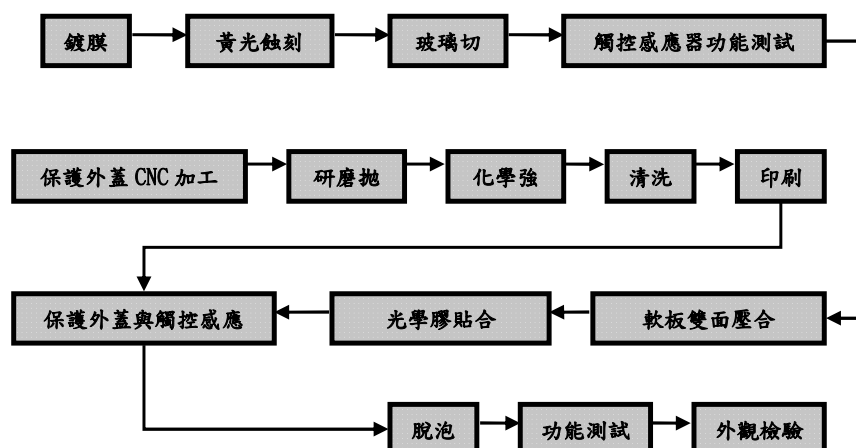 鍍膜
黃光蝕刻
玻璃切
觸控感應器功能測試
保護外蓋 CNC 加工
研磨拋
化學強
清洗
印刷
保護外蓋與觸控感應
光學膠貼合
軟板雙面壓合
脫泡
功能測試
外觀檢驗